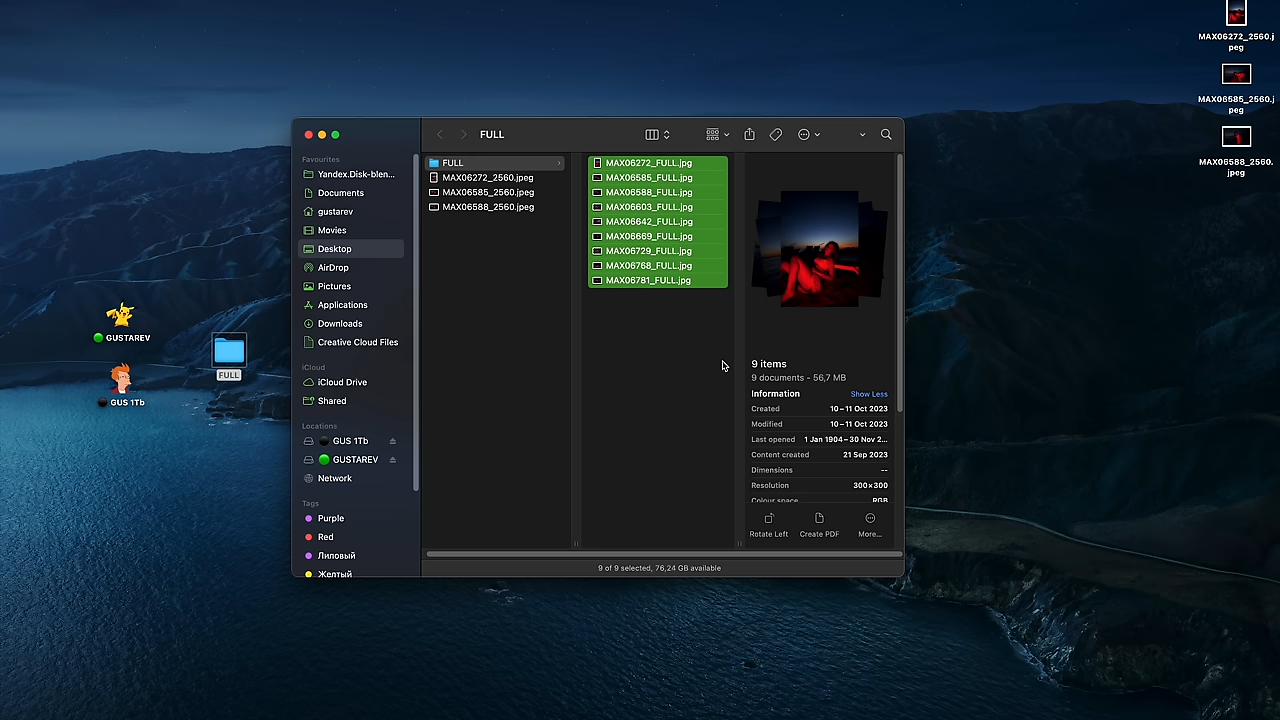 MAX06272_2560.j
peg
MAX06585_2560.j
peg
MAX06588_2560.
jpeg
FULL
Favourites
Yandex.Disk-blen...
Documents
gustarev
Movies
Desktop
AirDrop
Pictures
Applications
Downloads
Creative Cloud Files
iCloud
iCloud Drive
Shared
Locations
GUS 1Tb
GUSTAREV
Network
Tags
Purple
Red
Лиловый
Желтый
FULL
MAX06272_2560.jpeg
MAX06585_2560.jpeg
MAX06588_2560.jpeg
MAX06272_FULL.jpg
MAX06585_FULL.jpg
MAX06588_FULL.jpg
MAX06603_FULL.jpg
MAX06642_FULL.jpg
MAX06669_FULL.jpg
MAX06729_FULL.jpg
MAX06768_FULL.jpg
MAX06781_FULL.jpg
9 items
9 documents - 56,7 MB
Information Show Less
Created 10–11 Oct 2023
Modified 10–11 Oct 2023
Last opened 1 Jan 1904–30 Nov 2...
Content created 21 Sep 2023
Dimensions --
Resolution 300×300
Colour space RGB
Rotate Left Create PDF More...
9 of 9 selected, 76,24 GB available
GUSTAREV
GUS 1Tb
FULL